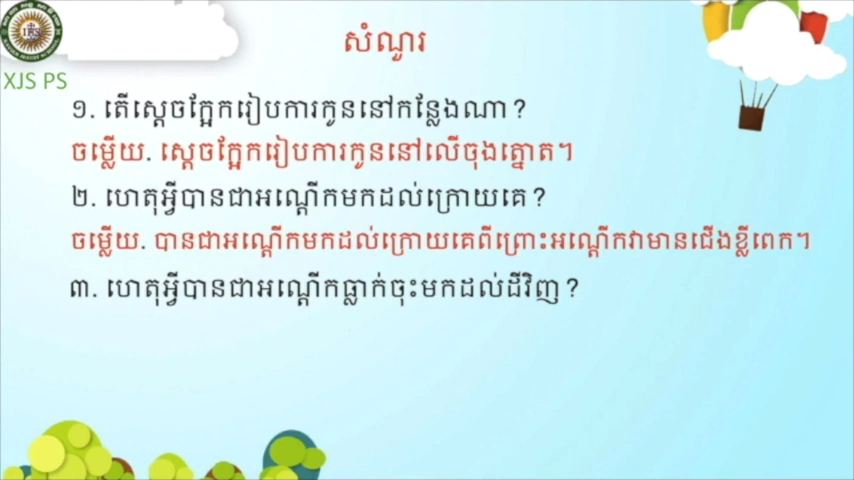 IHS
XJS PS
សំណួរ
១. តើស្ដេចក្អែករៀបការកូននៅកន្លែងណា?
ចម្លើយ. ស្ដេចក្អែករៀបការកូននៅលើចុងត្នោត។
២. ហេតុអ្វីបានជាអណ្ដើកមកដល់ក្រោយគេ?
ចម្លើយ. បានជាអណ្ដើកមកដល់ក្រោយគេពីព្រោះអណ្ដើកវាមានជើងខ្លីពេក។
៣. ហេតុអ្វីបានជាអណ្ដើកធ្លាក់ចុះមកដល់ដីវិញ?